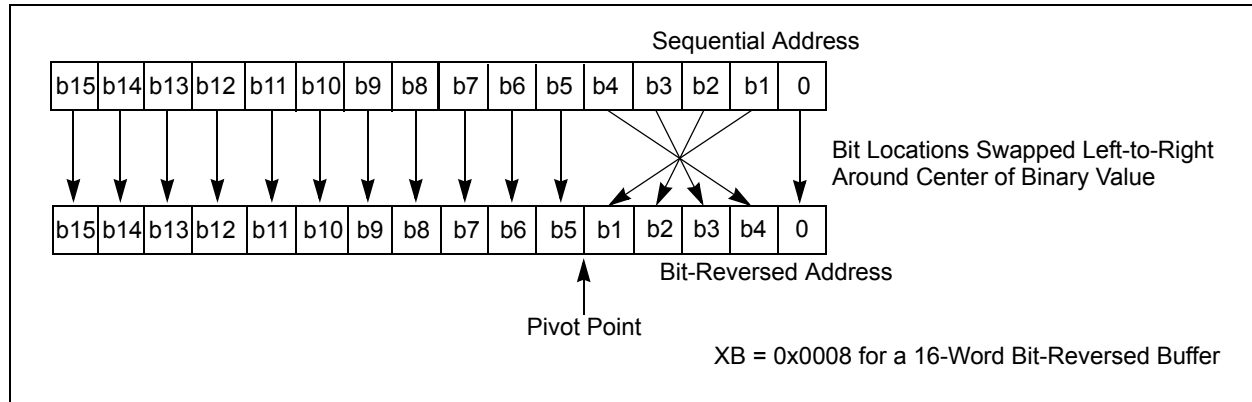 Sequential Address
b15 b14 b13 b12 b11 b10 b9 b8 b7 b6 b5 b4 b3 b2 b1 0
Bit Locations Swapped Left-to-Right
Around Center of Binary Value
b15 b14 b13 b12 b11 b10 b9 b8 b7 b6 b5 b1 b2 b3 b4 0
Bit-Reversed Address
Pivot Point
XB = 0x0008 for a 16-Word Bit-Reversed Buffer